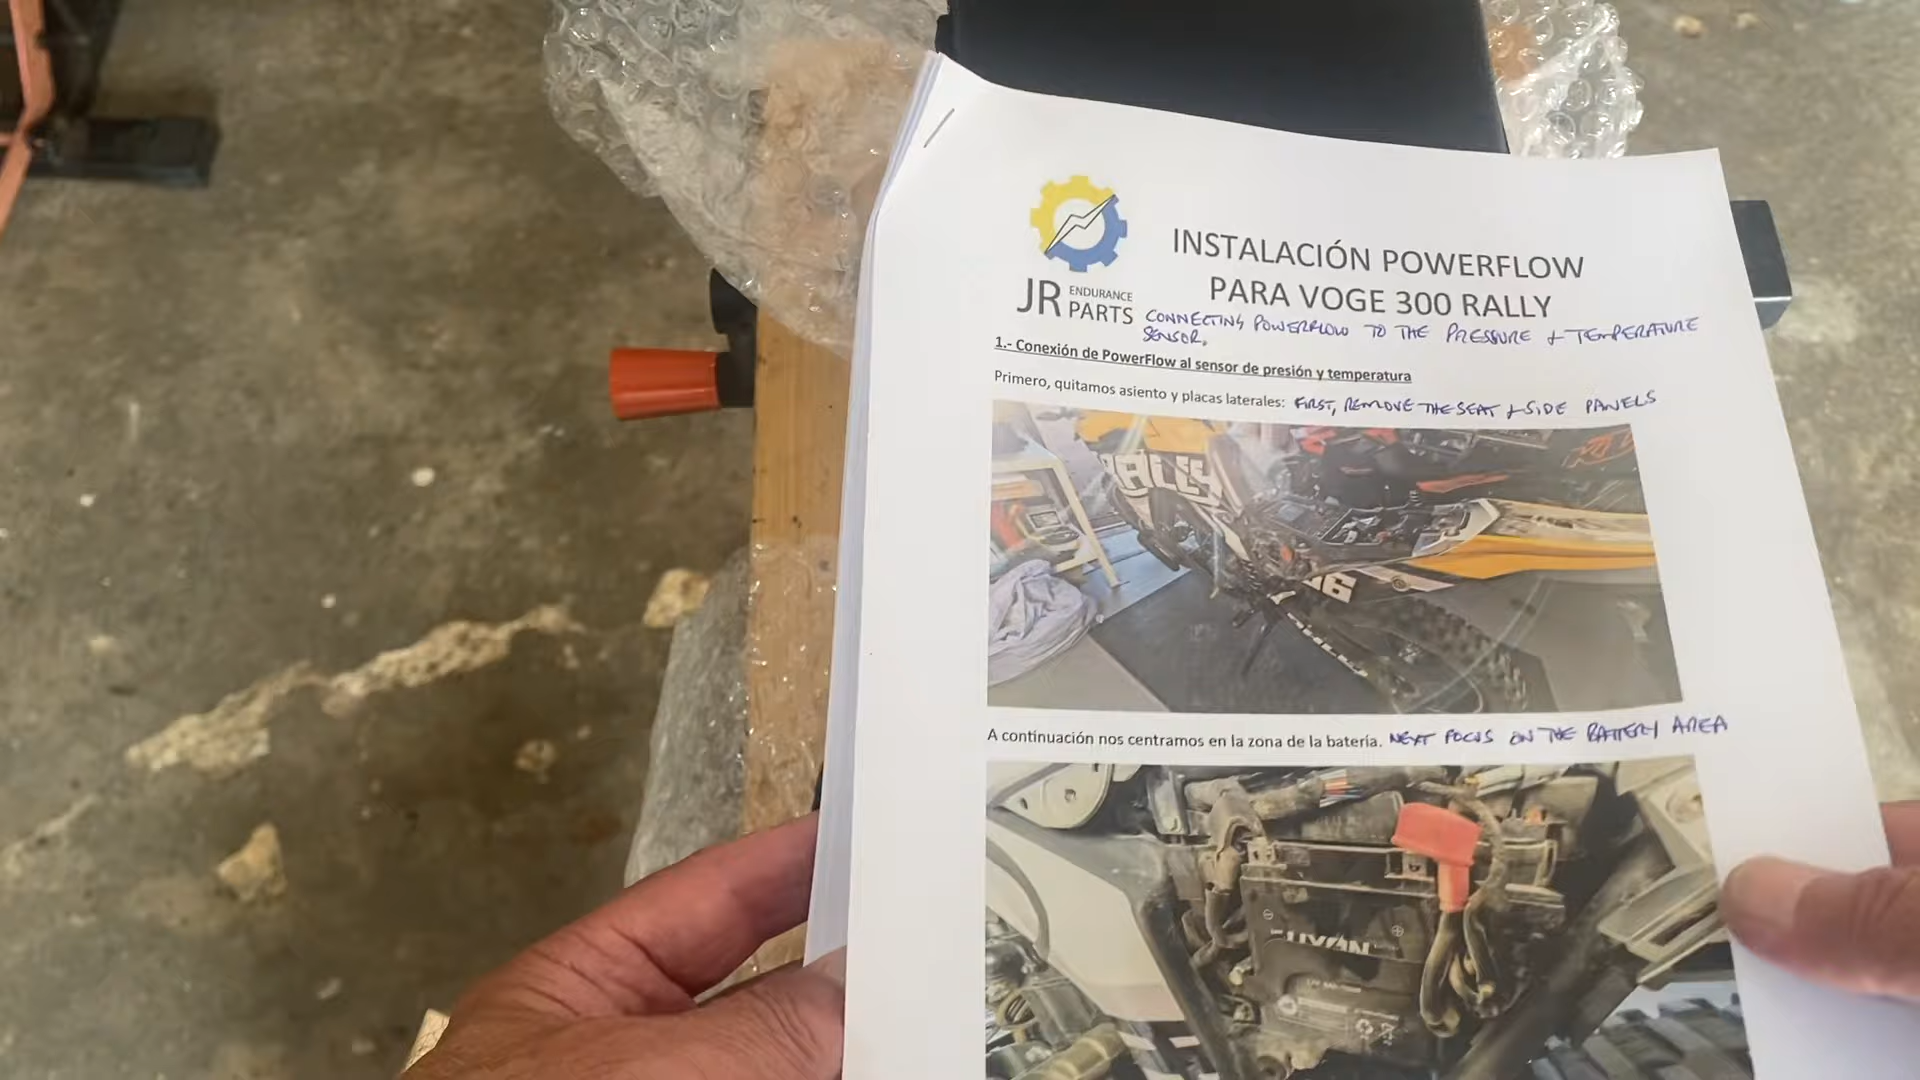 INSTALACIÓN POWERFLOW
PARA VOGE 300 RALLY
JR ENDURANCE PARTS
CONNECTING POWERFLOW TO THE PRESSURE & TEMPERATURE
SENSOR.
1.- Conexión de PowerFlow al sensor de presión y temperatura
Primero, quitamos asiento y placas laterales: FIRST, REMOVE THE SEAT & SIDE PANELS
RALLY
A continuación nos centramos en la zona de la batería. NEXT FOCUS ON THE BATTERY AREA